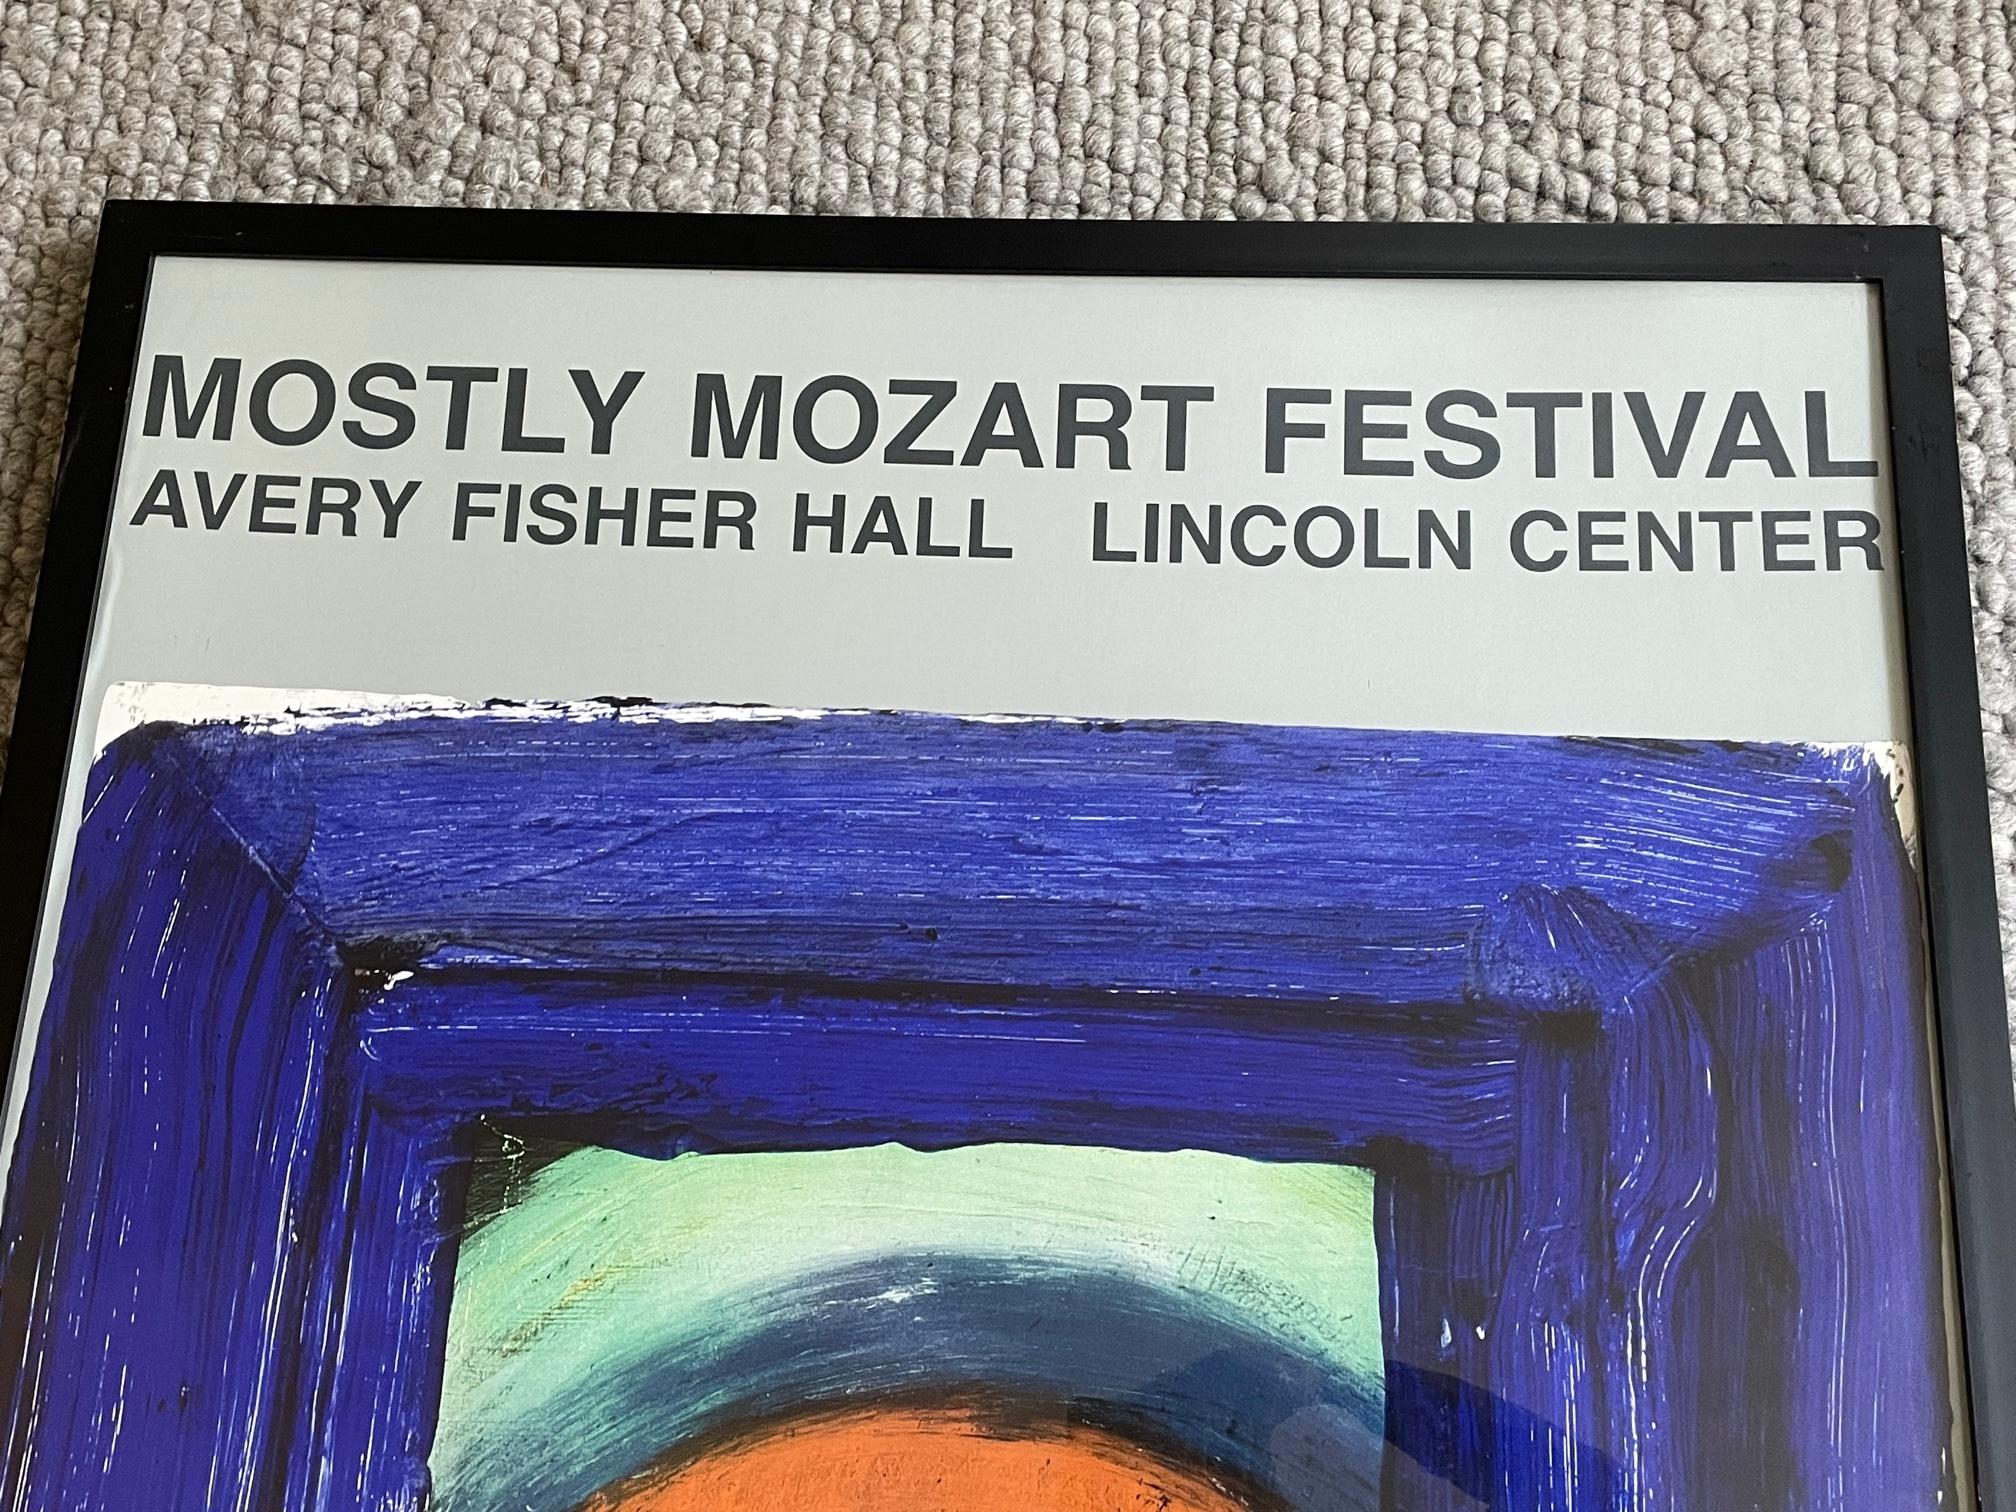 MOSTLY MOZART FESTIVAL
AVERY FISHER HALL LINCOLN CENTER